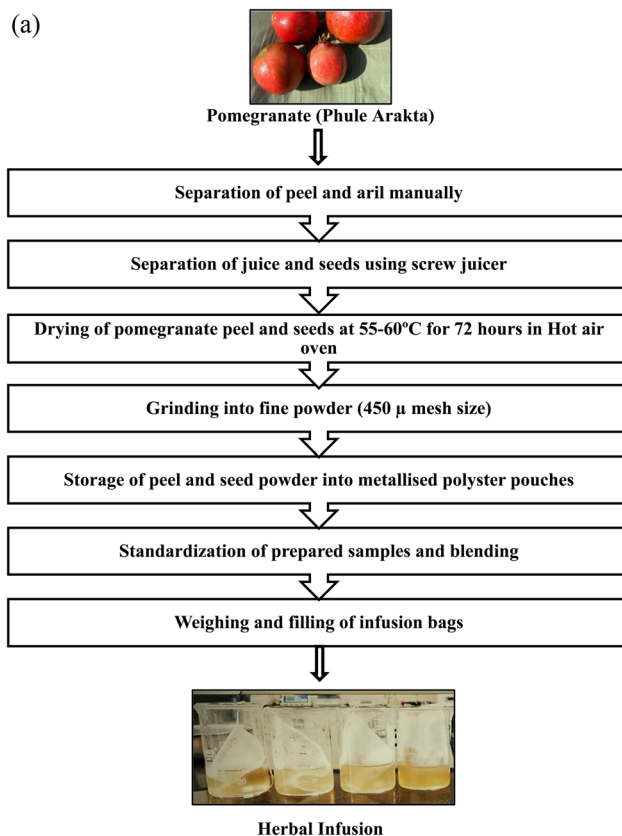 (a)
Pomegranate (Phule Arakta)
Separation of peel and aril manually
Separation of juice and seeds using screw juicer
Drying of pomegranate peel and seeds at 55-60ºC for 72 hours in Hot air
oven
Grinding into fine powder (450 µ mesh size)
Storage of peel and seed powder into metallised polyster pouches
Standardization of prepared samples and blending
Weighing and filling of infusion bags
Herbal Infusion